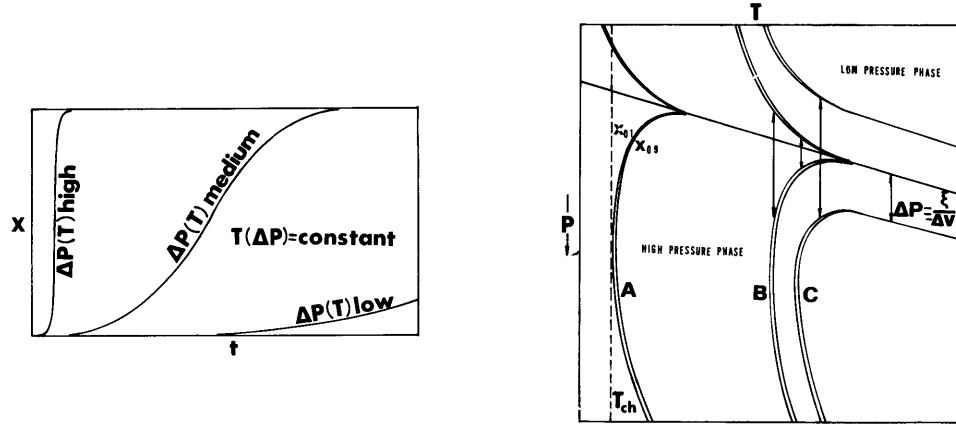 X
ΔP(T) high
ΔP(T) medium
T(ΔP)=constant
ΔP(T) low
t
T
LOW PRESSURE PHASE
X01
X09
P
ΔP= ξ/ΔV
HIGH PRESSURE PHASE
A
B
C
Tch